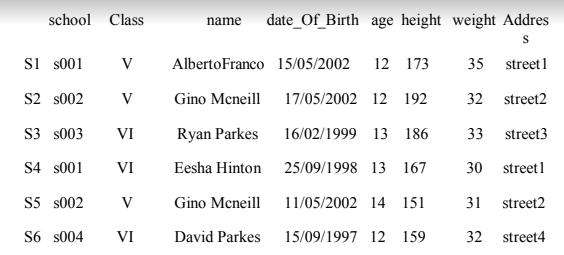 school Class name date_Of_Birth age height weight Addres
s
S1 s001 V AlbertoFranco 15/05/2002 12 173 35 street1
S2 s002 V Gino Mcneill 17/05/2002 12 192 32 street2
S3 s003 VI Ryan Parkes 16/02/1999 13 186 33 street3
S4 s001 VI Eesha Hinton 25/09/1998 13 167 30 street1
S5 s002 V Gino Mcneill 11/05/2002 14 151 31 street2
S6 s004 VI David Parkes 15/09/1997 12 159 32 street4